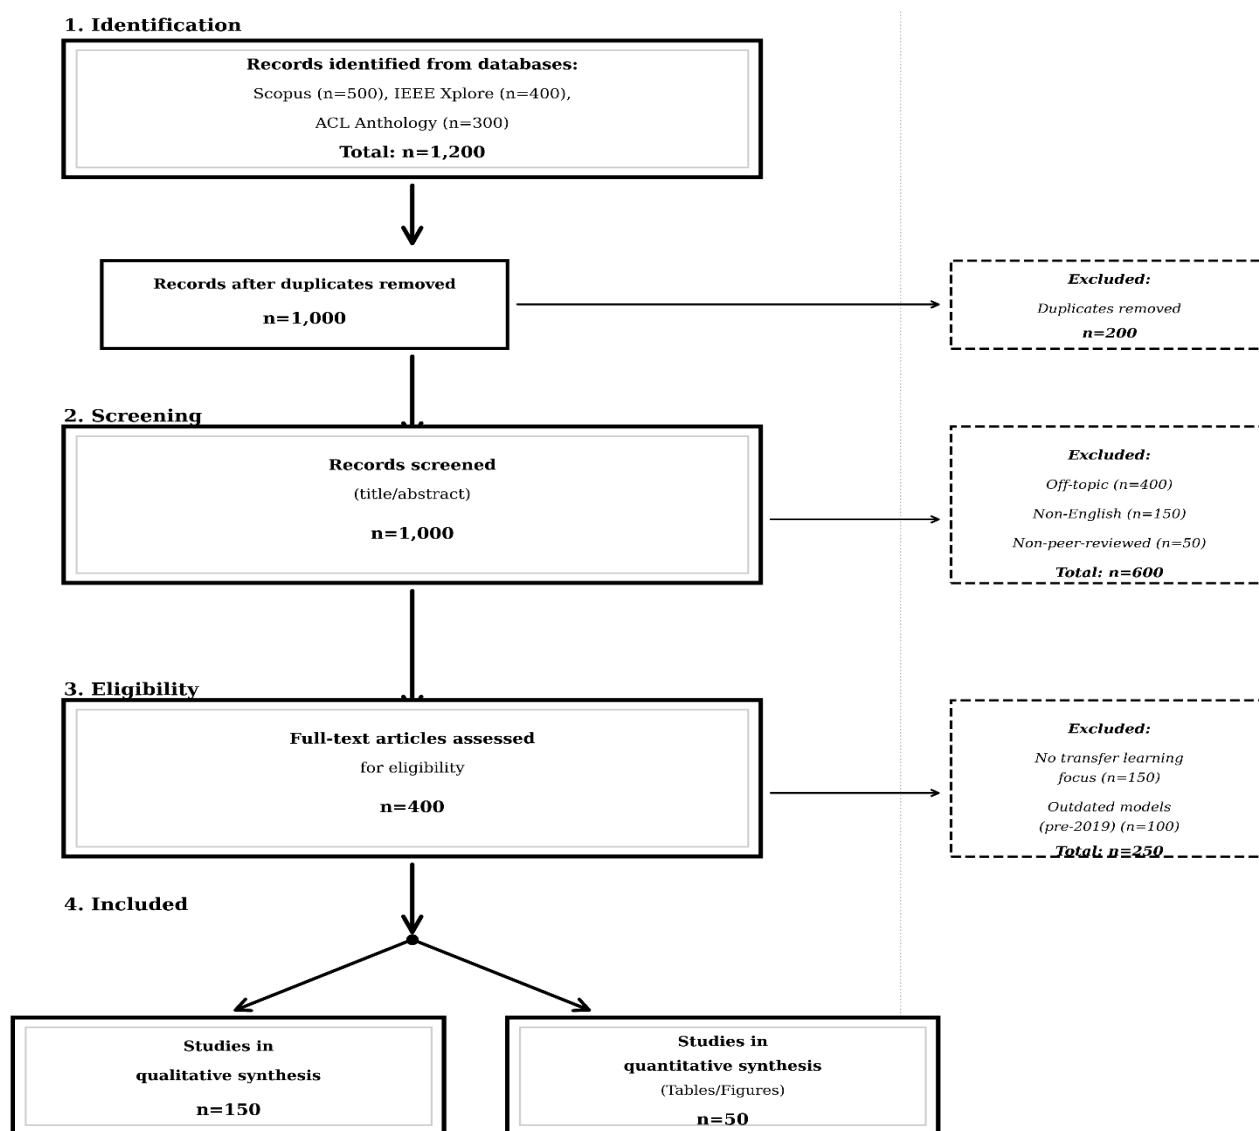 1. Identification
Records identified from databases:
Scopus (n=500), IEEE Xplore (n=400),
ACL Anthology (n=300)
Total: n=1,200
Records after duplicates removed
n=1,000
Excluded:
Duplicates removed
n=200
2. Screening
Records screened
(title/abstract)
n=1,000
Excluded:
Off-topic (n=400)
Non-English (n=150)
Non-peer-reviewed (n=50)
Total: n=600
3. Eligibility
Full-text articles assessed
for eligibility
n=400
Excluded:
No transfer learning
focus (n=150)
Outdated models
(pre-2019) (n=100)
Total: n=250
4. Included
Studies in
qualitative synthesis
n=150
Studies in
quantitative synthesis
(Tables/Figures)
n=50